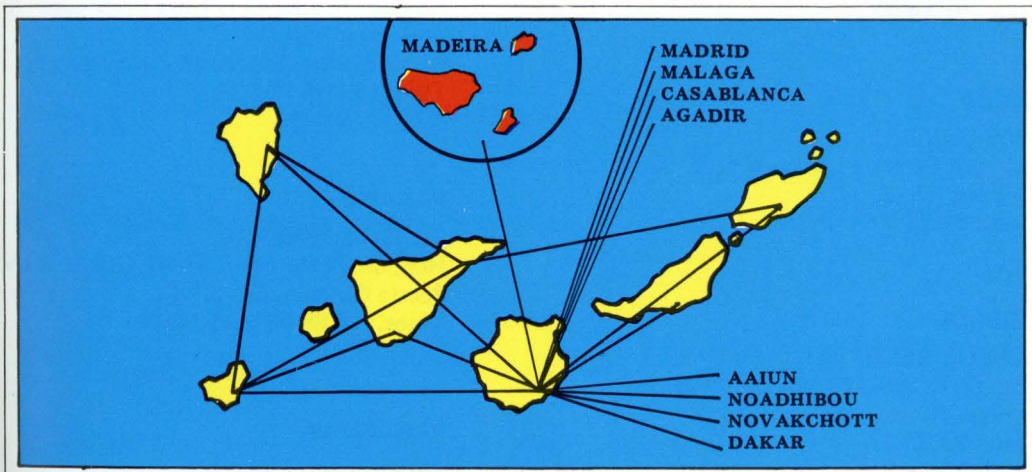 MADEIRA
MADRID
MALAGA
CASABLANCA
AGADIR
AAIUN
NOADHIBOU
NOVAKCHOTT
DAKAR